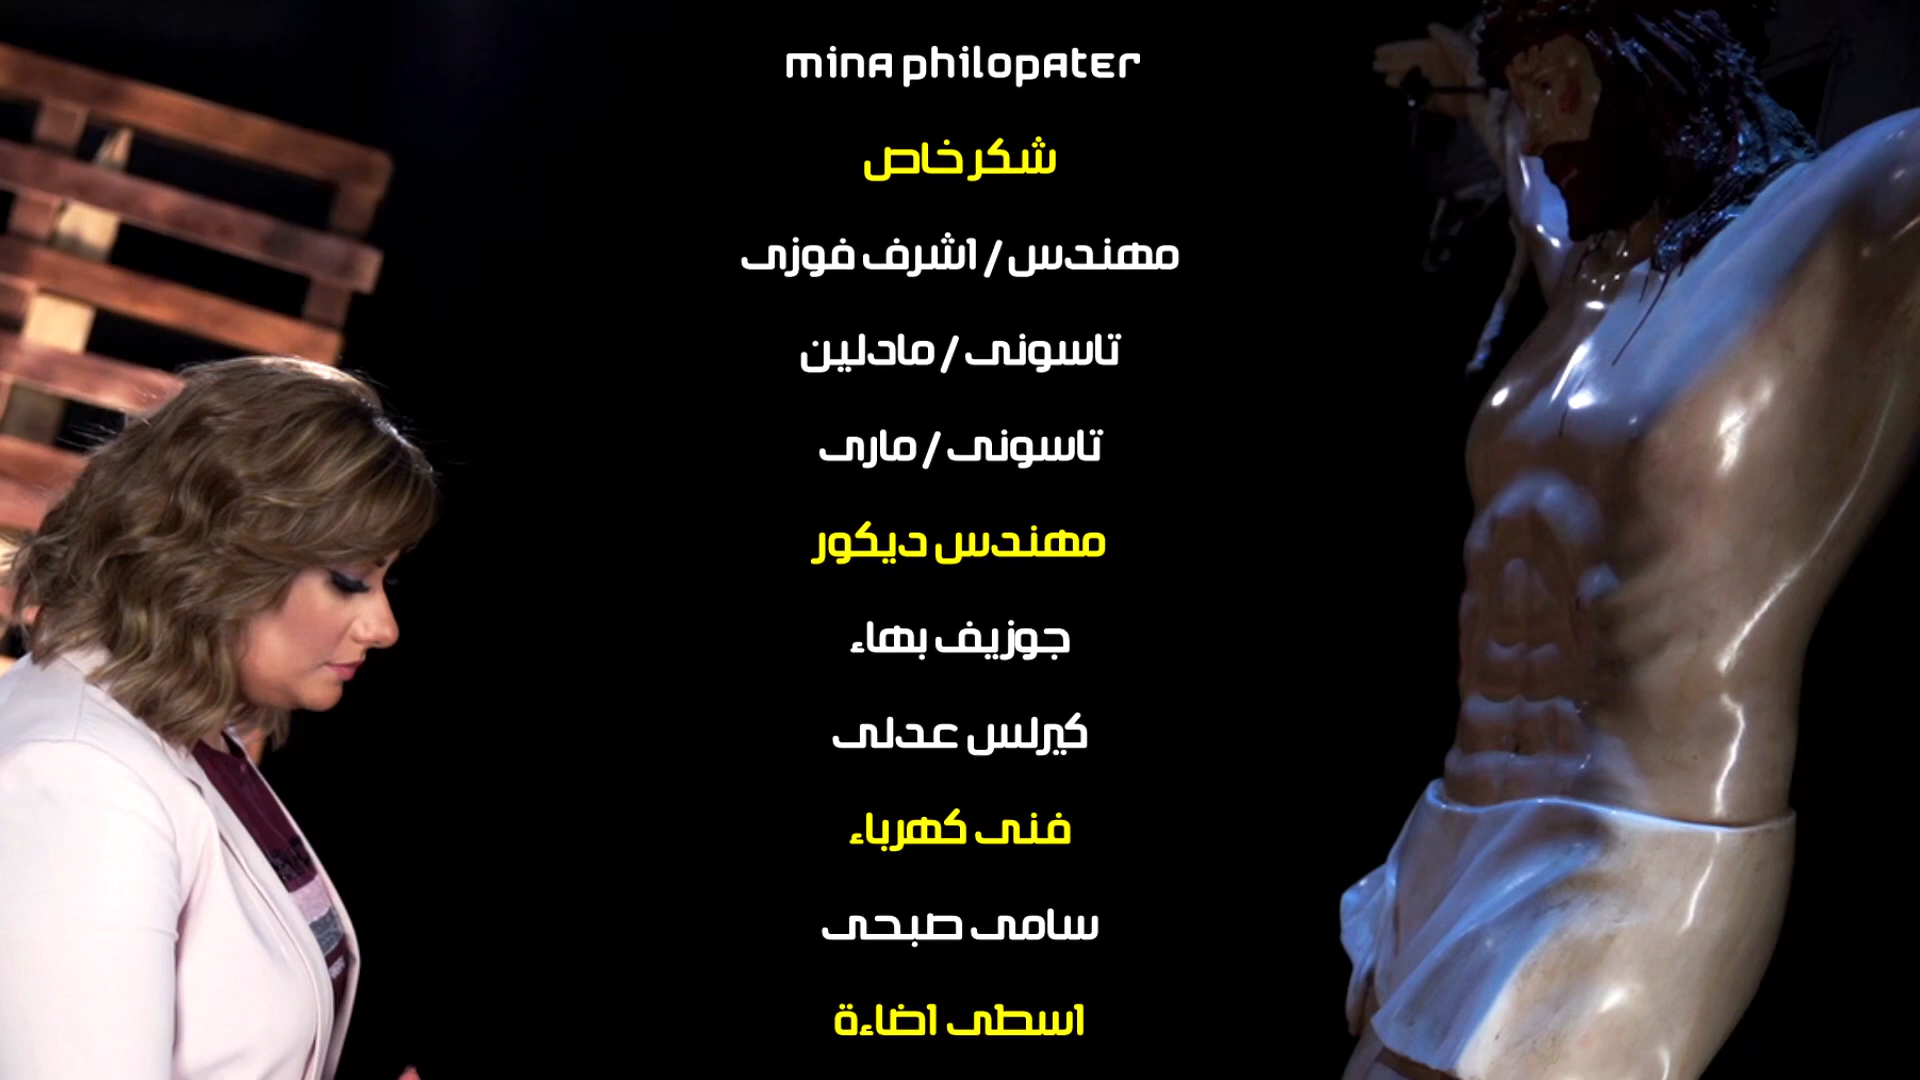 mina philopater
شكر خاص
مهندس / اشرف فوزى
تاسونى / مادلين
تاسونى / مارى
مهندس ديكور
جوزيف بهاء
كيرلس عدلى
فنى كهرباء
سامى صبحى
اسطى اضاءة